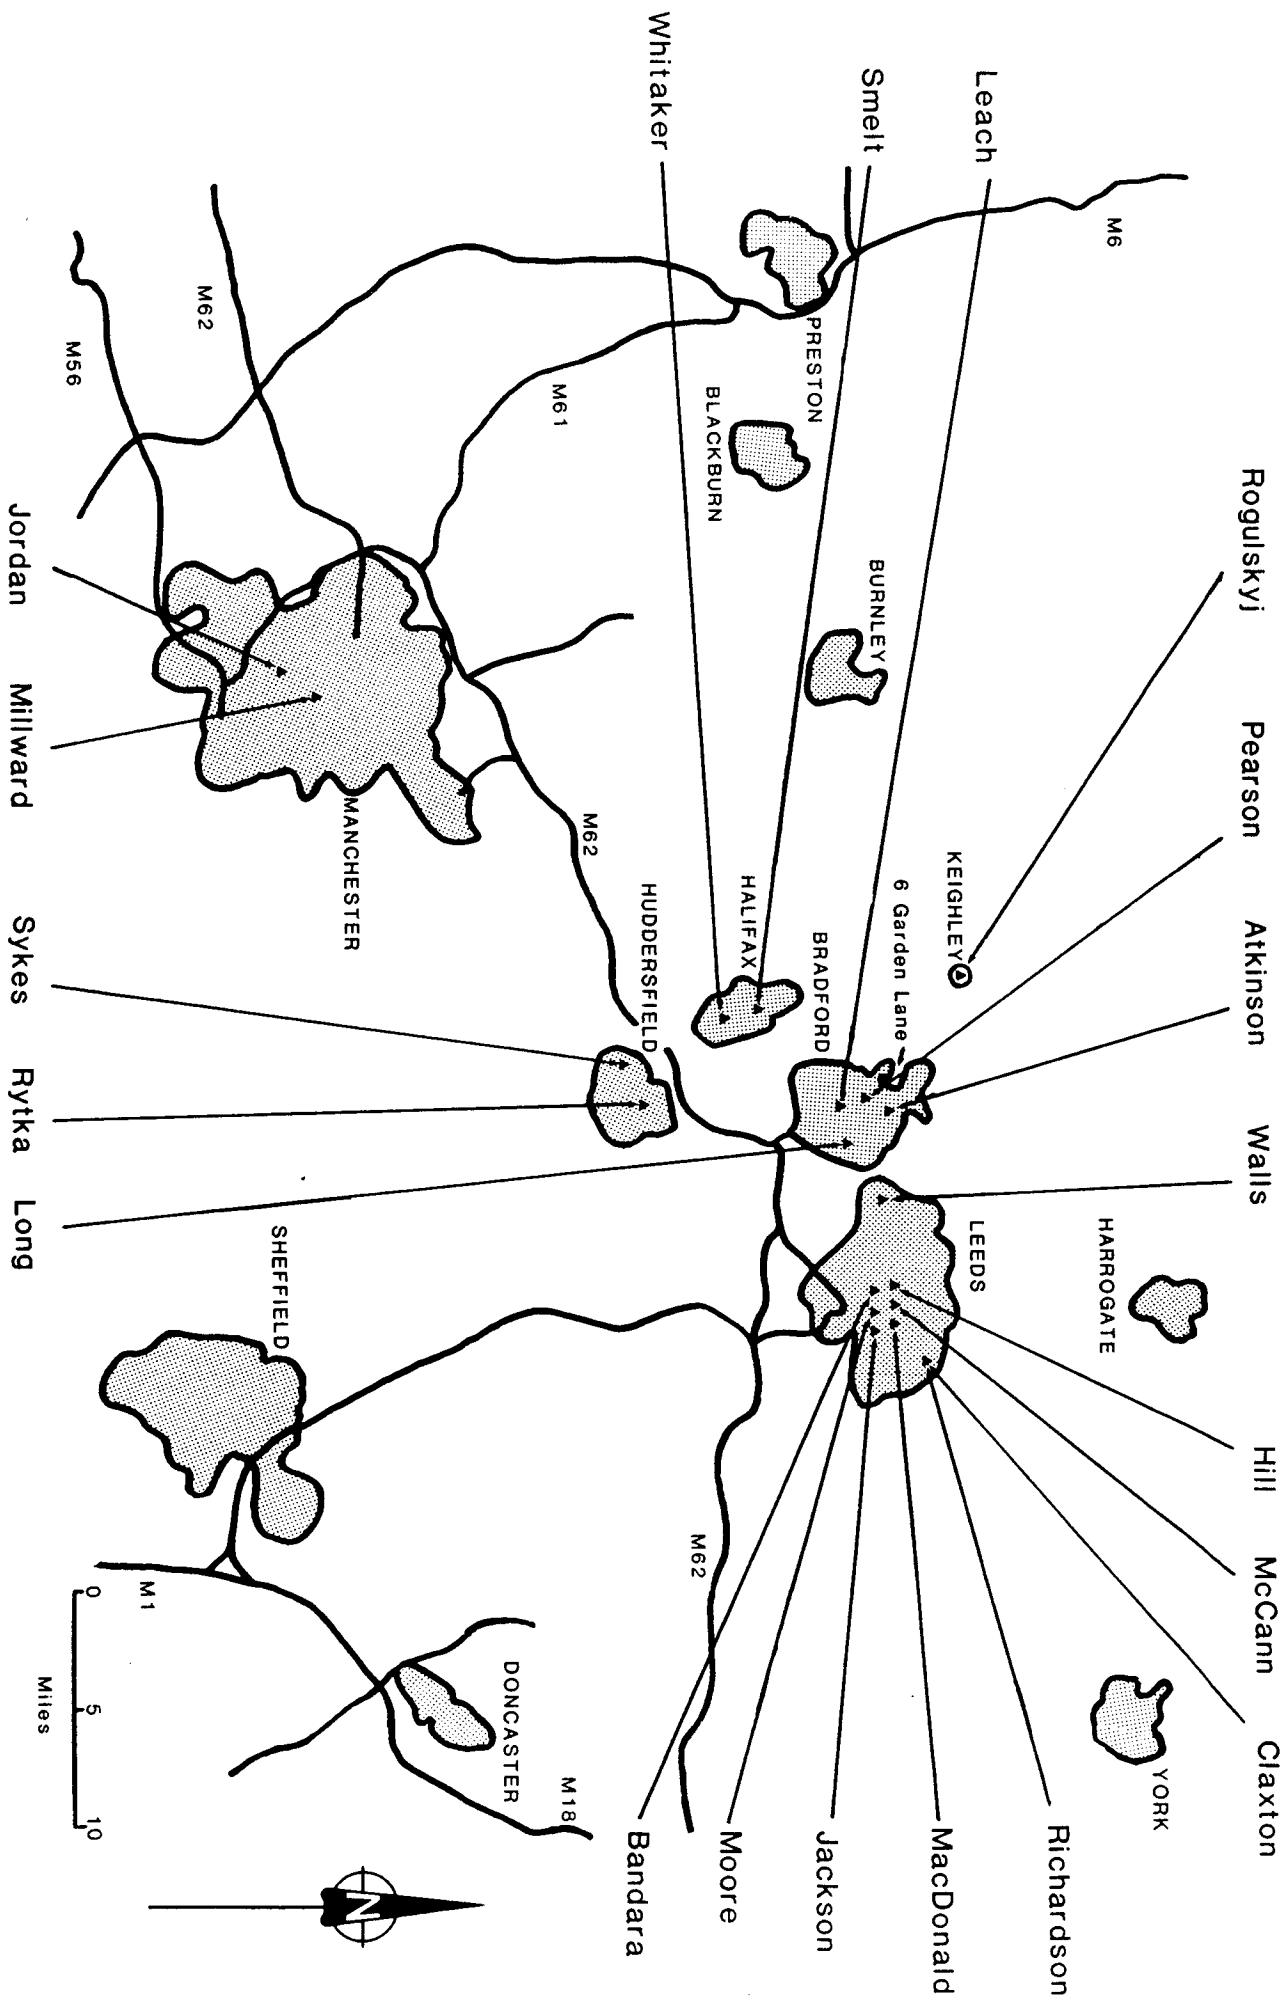 Rogulskyj
Pearson
Atkinson
Walls
Hill
McCann
Claxton
Richardson
MacDonald
Jackson
Moore
Bandara
Leach
Smelt
Whitaker
M6
HARROGATE
YORK
KEIGHLEY
6 Garden Lane
LEEDS
BURNLEY
PRESTON
BRADFORD
BLACKBURN
HALIFAX
M62
HUDDERSFIELD
M62
M61
M18
DONCASTER
MANCHESTER
SHEFFIELD
M62
M56
M1
0 5 10
Miles
N
Jordan
Millward
Sykes
Rytka
Long